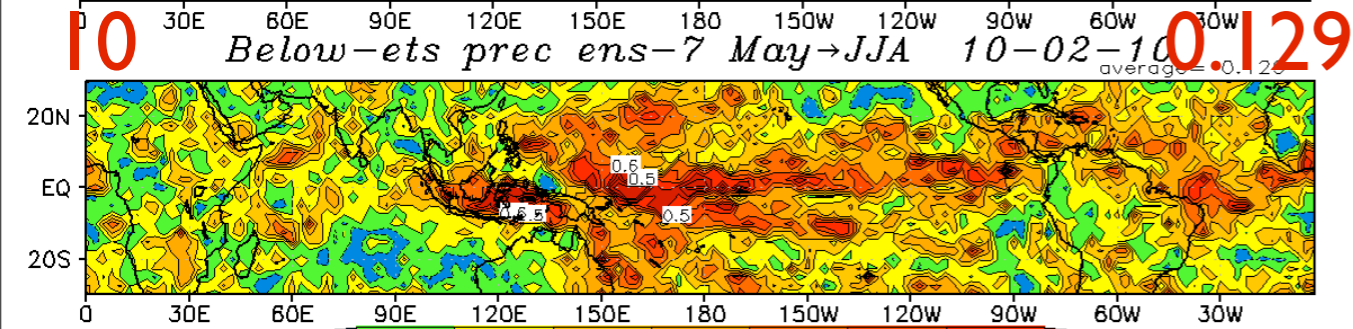 0 30E 60E 90E 120E 150E 180 150W 120W 90W 60W 30W
10 Below-ets prec ens-7 May→JJA 10-02-10 0.129
average=
20N
EQ
20S
0.6
0.5
0.5
0 30E 60E 90E 120E 150E 180 150W 120W 90W 60W 30W